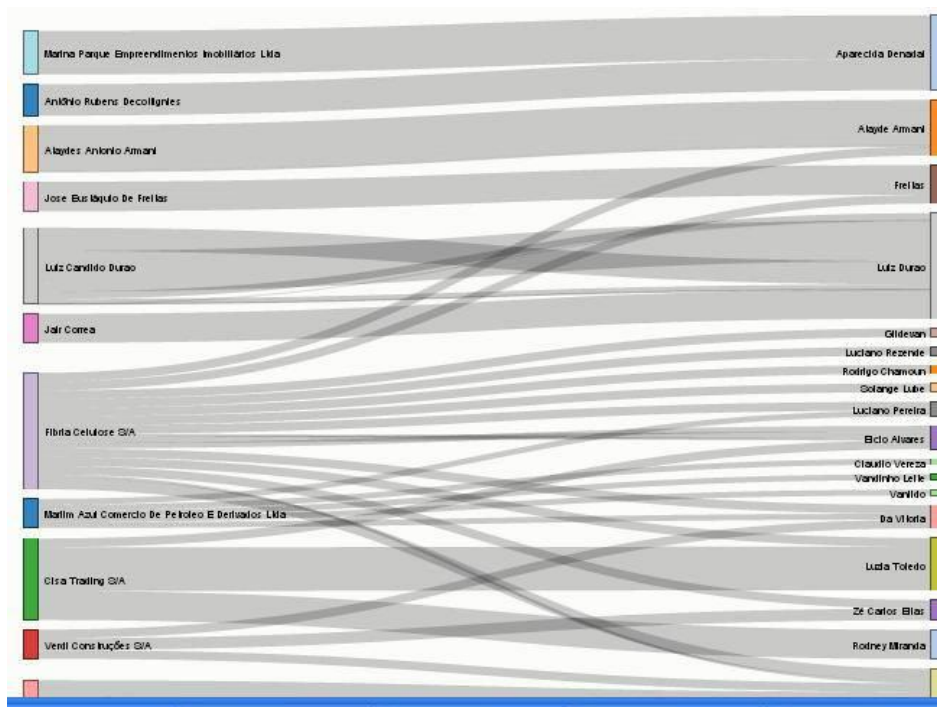 Marina Parque Empreendimentos Imobiliários Ltda
Antônio Rubens Decottignies
Alaydes Antonio Armani
Jose Eustáquio De Freitas
Luiz Candido Durao
Jair Correa
Fibria Celulose S/A
Marlim Azul Comercio De Petroleo E Derivados Ltda
Cisa Trading S/A
Verdi Construções S/A
Aparecida Denadai
Alayde Armani
Freitas
Luiz Durao
Gildevan
Luciano Rezende
Rodrigo Chamoun
Solange Lube
Luciano Pereira
Elcio Alvares
Claudio Vereza
Vandinho Leite
Vanildo
Da Vitoria
Luzia Toledo
Zé Carlos Elias
Rodney Miranda